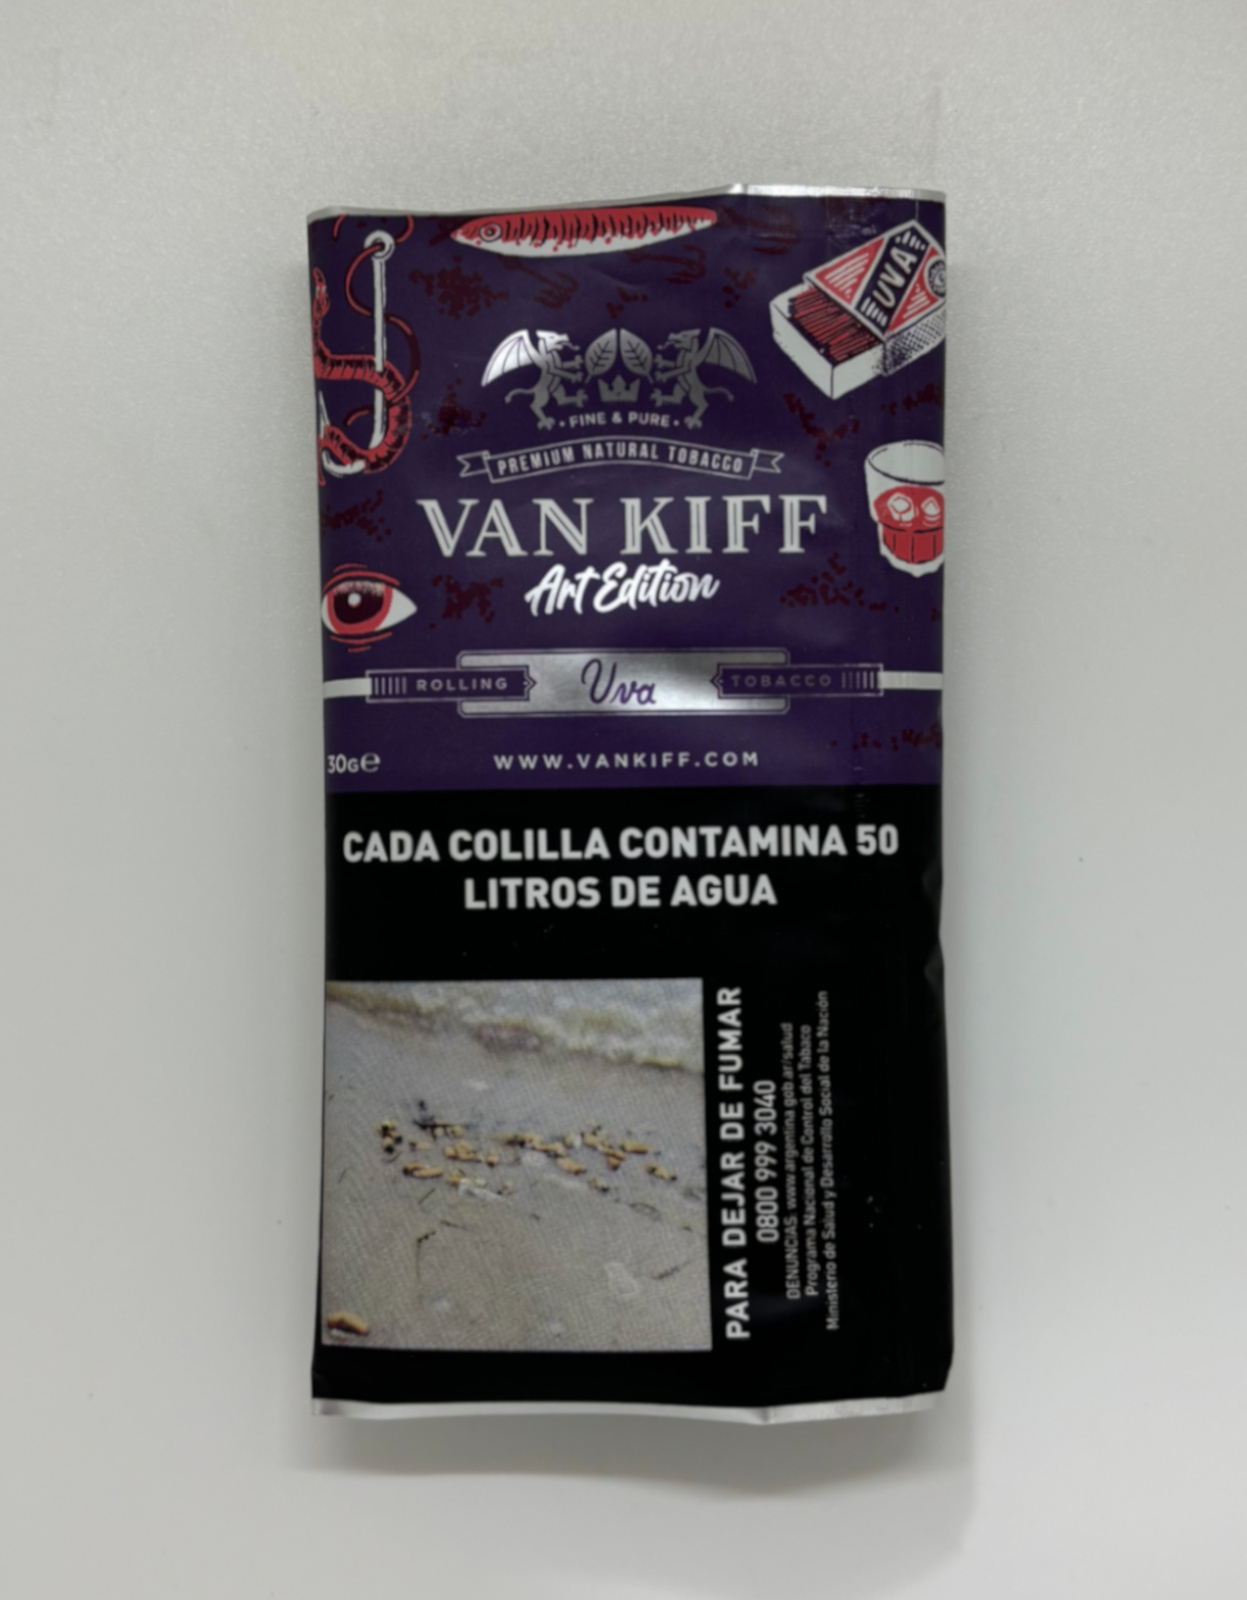 UVA
• FINE & PURE •
PREMIUM NATURAL TOBACCO
VAN KIFF
Art Edition
ROLLING Uva TOBACCO
30G℮ WWW.VANKIFF.COM
CADA COLILLA CONTAMINA 50
LITROS DE AGUA
PARA DEJAR DE FUMAR
0800 999 3040
DENUNCIAS: www.argentina.gob.ar/salud
Programa Nacional de Control del Tabaco
Ministerio de Salud y Desarrollo Social de la Nación